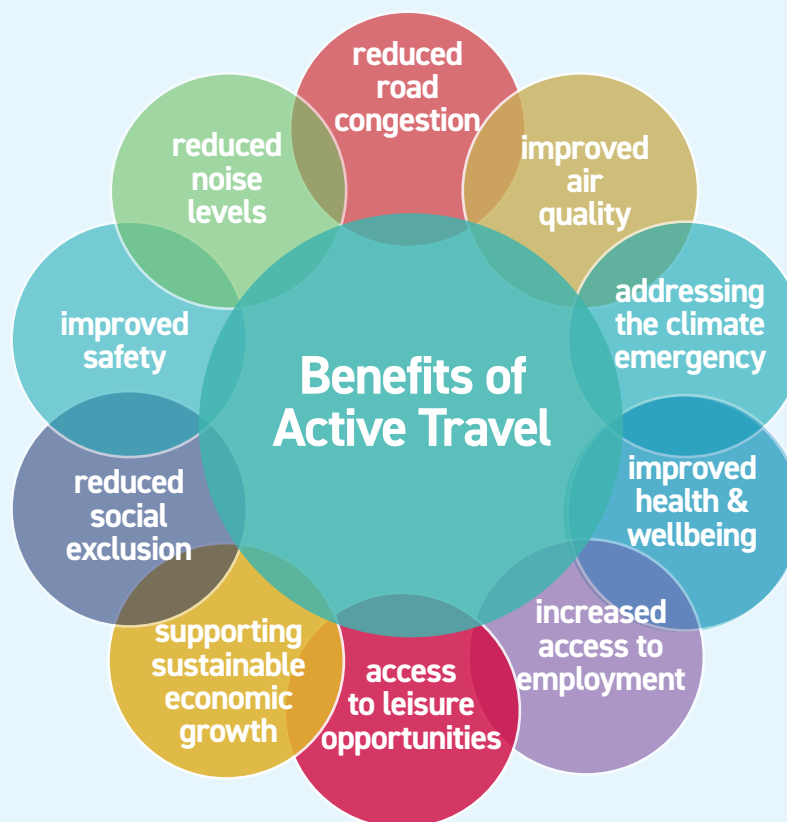 Benefits of
Active Travel
reduced
road
congestion
improved
air
quality
addressing
the climate
emergency
improved
health &
wellbeing
increased
access to
employment
access
to leisure
opportunities
supporting
sustainable
economic
growth
reduced
social
exclusion
improved
safety
reduced
noise
levels